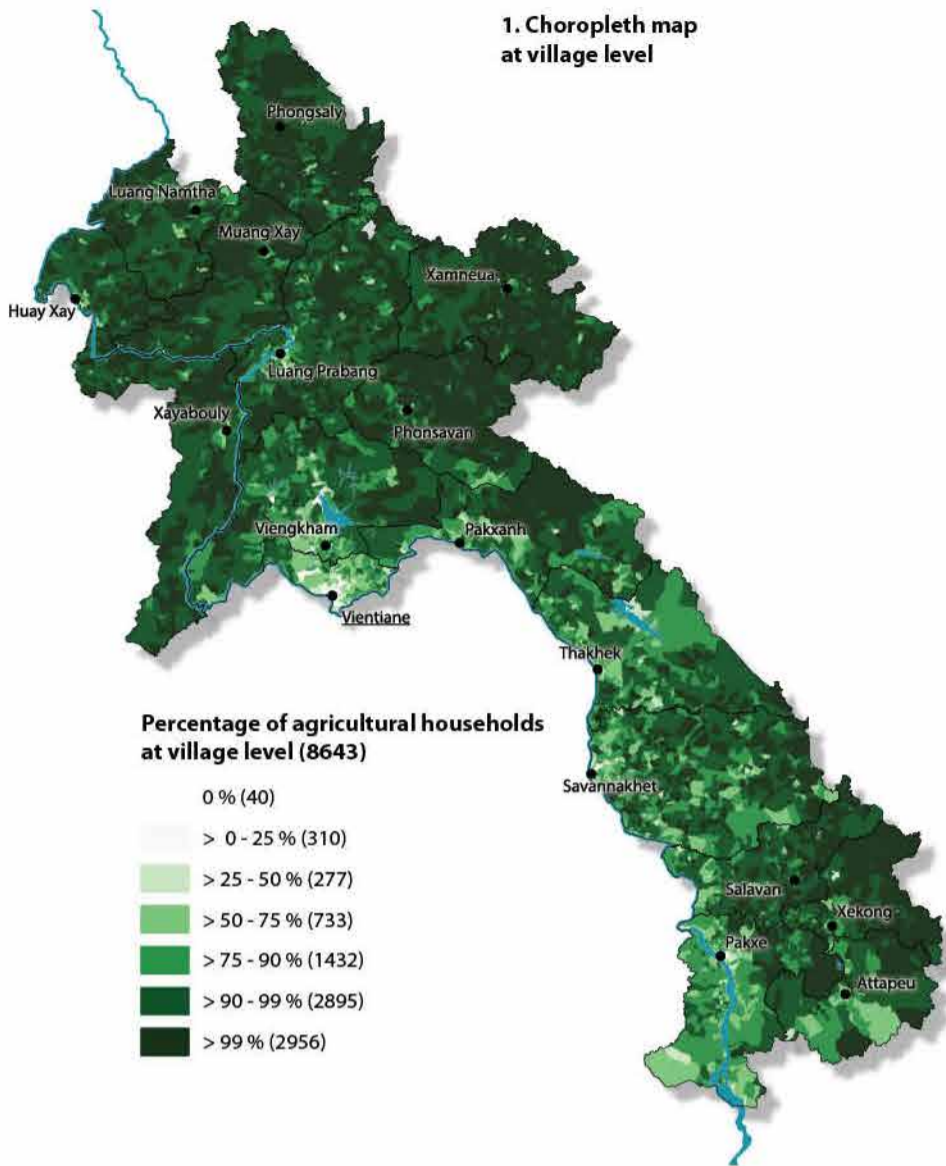 1. Choropleth map
at village level
Phongsaly
Luang Namtha
Muang Xay
Xamneua
Huay Xay
Luang Prabang
Xayabouly
Phonsavan
Viengkham
Pakxanh
Vientiane
Thakhek
Percentage of agricultural households
at village level (8643)
0 % (40)
> 0 - 25 % (310)
> 25 - 50 % (277)
> 50 - 75 % (733)
> 75 - 90 % (1432)
> 90 - 99 % (2895)
> 99 % (2956)
Savannakhet
Salavan
Xekong
Pakxe
Attapeu